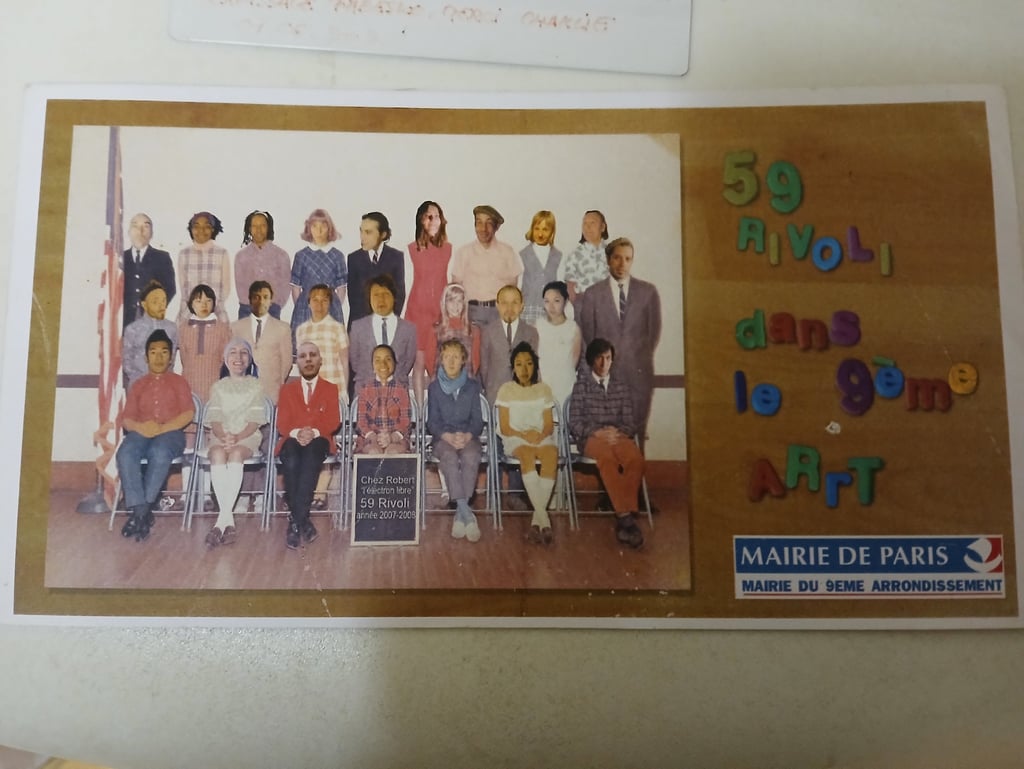 CHARLIE
Chez Robert
"l'électron libre"
59 Rivoli
année 2007-2008
59
RIVOLI
dans
le 9ème
ARRT
MAIRIE DE PARIS
MAIRIE DU 9EME ARRONDISSEMENT